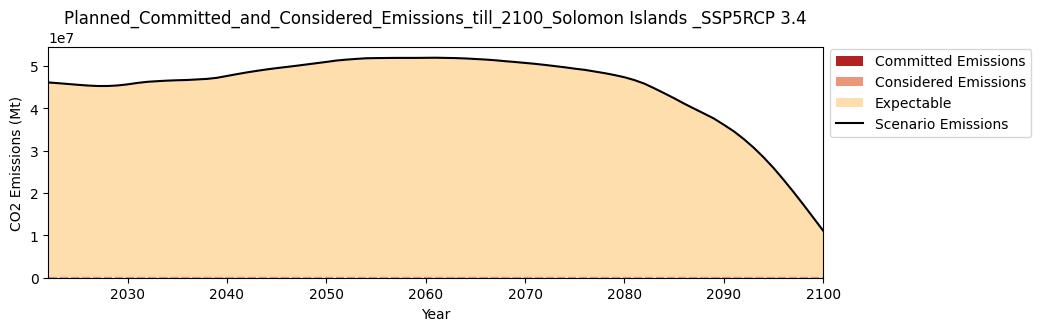 Planned_Committed_and_Considered_Emissions_till_2100_Solomon Islands _SSP5RCP 3.4
1e7
5
4
3
2
1
0
CO2 Emissions (Mt)
2030 2040 2050 2060 2070 2080 2090 2100
Year
Committed Emissions
Considered Emissions
Expectable
Scenario Emissions